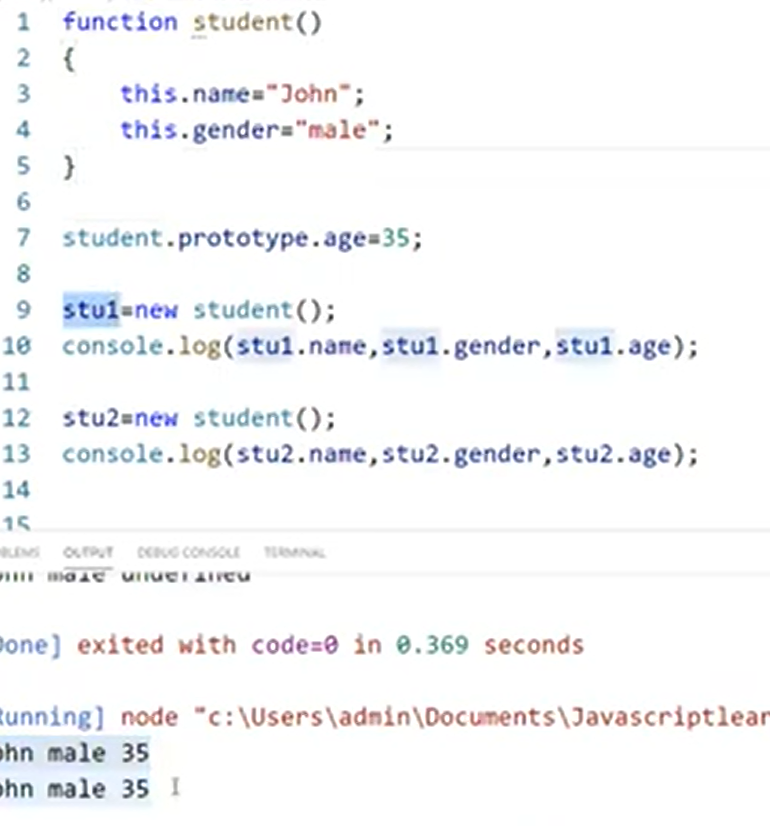 1 function student()
2 {
3 this.name="John";
4 this.gender="male";
5 }
6
7 student.prototype.age=35;
8
9 stu1=new student();
10 console.log(stu1.name,stu1.gender,stu1.age);
11
12 stu2=new student();
13 console.log(stu2.name,stu2.gender,stu2.age);
14
15
BLEMS OUTPUT DEBUG CONSOLE TERMINAL
ohn male undefined
Done] exited with code=0 in 0.369 seconds
Running] node "c:\Users\admin\Documents\Javascriptlear
ohn male 35
ohn male 35